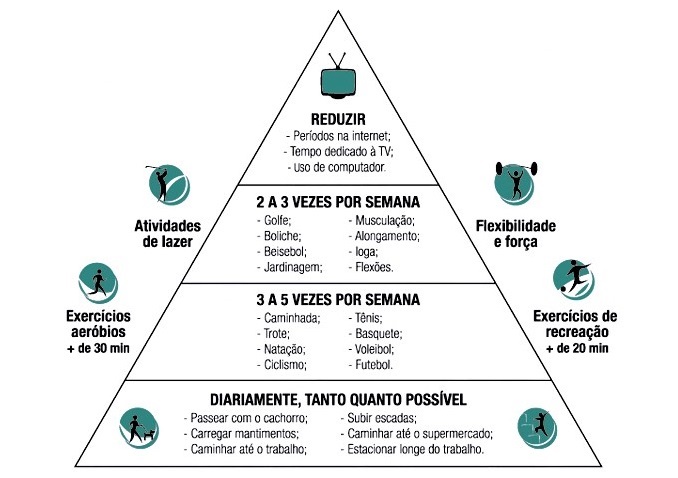 REDUZIR
- Períodos na internet;
- Tempo dedicado à TV;
- Uso de computador.
Atividades
de lazer
2 A 3 VEZES POR SEMANA
- Golfe;
- Boliche;
- Beisebol;
- Jardinagem;
- Musculação;
- Alongamento;
- Ioga;
- Flexões.
Flexibilidade
e força
Exercícios
aeróbios
+ de 30 min
3 A 5 VEZES POR SEMANA
- Caminhada;
- Trote;
- Natação;
- Ciclismo;
- Tênis;
- Basquete;
- Voleibol;
- Futebol.
Exercícios de
recreação
+ de 20 min
DIARIAMENTE, TANTO QUANTO POSSÍVEL
- Passear com o cachorro;
- Carregar mantimentos;
- Caminhar até o trabalho;
- Subir escadas;
- Caminhar até o supermercado;
- Estacionar longe do trabalho.